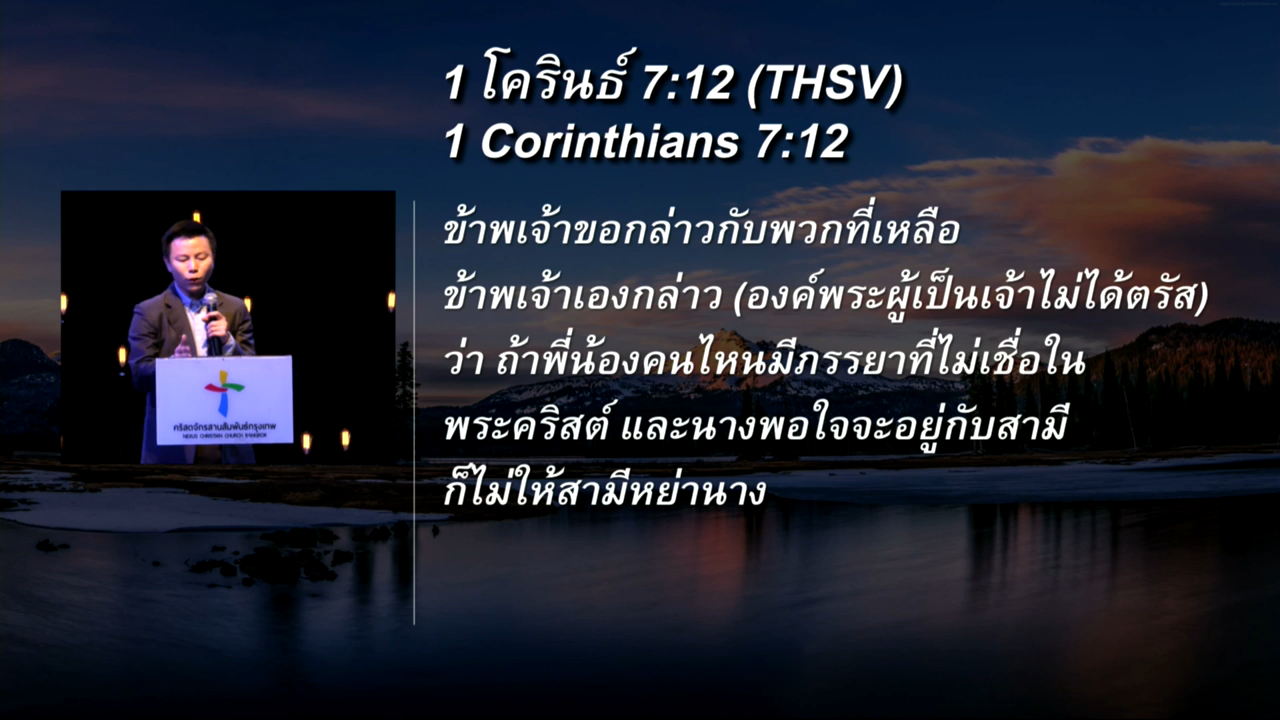 1 โครินธ์ 7:12 (THSV)
1 Corinthians 7:12
ข้าพเจ้าขอกล่าวกับพวกที่เหลือ
ข้าพเจ้าเองกล่าว (องค์พระผู้เป็นเจ้าไม่ได้ตรัส)
ว่า ถ้าพี่น้องคนไหนมีภรรยาที่ไม่เชื่อใน
พระคริสต์ และนางพอใจจะอยู่กับสามี
ก็ไม่ให้สามีหย่านาง
คริสตจักรสานสัมพันธ์กรุงเทพ
NEXUS CHRISTIAN CHURCH BANGKOK